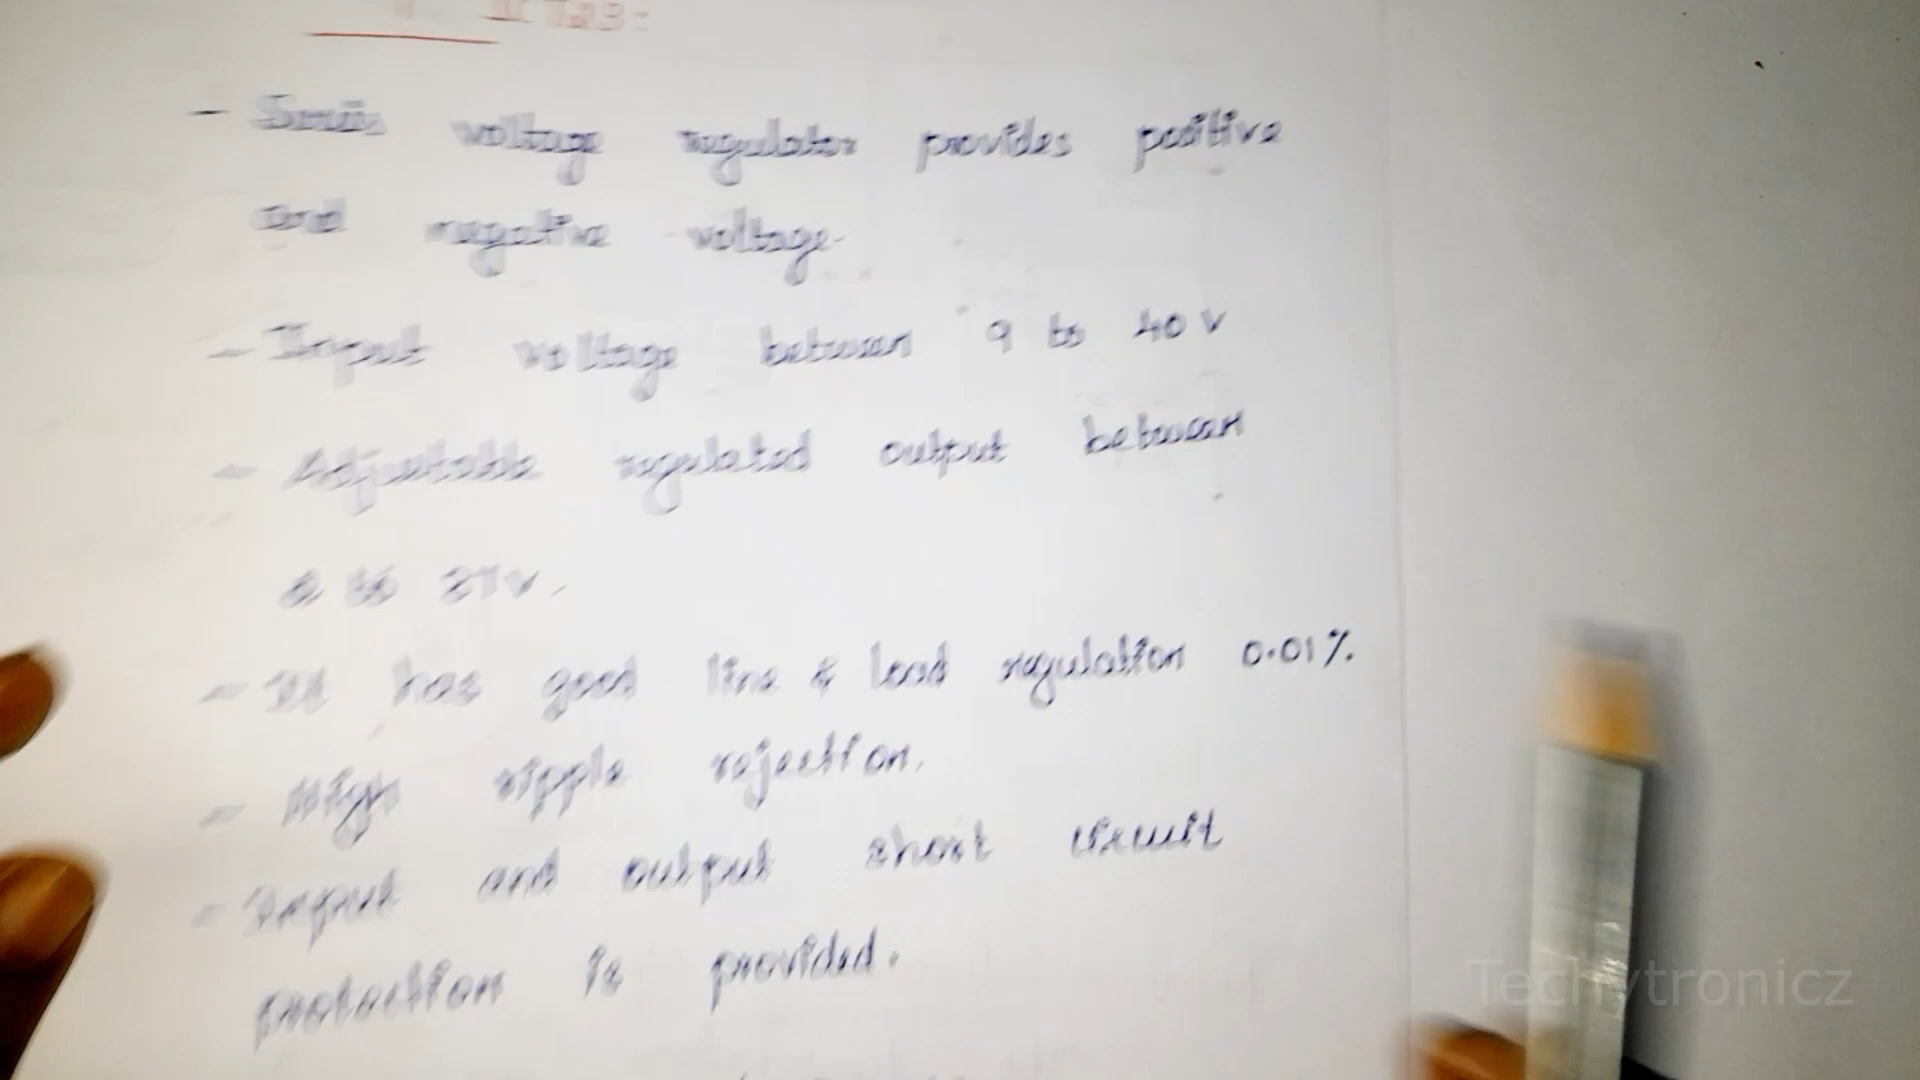 - Series voltage regulator provides positive
and negative voltage.
- Input voltage between 9 to 40 v
- Adjustable regulated output between
to 37v.
- It has good line & load regulation 0.01%.
- High ripple rejection.
- Input and output short circuit
protection is provided.
Techytronicz